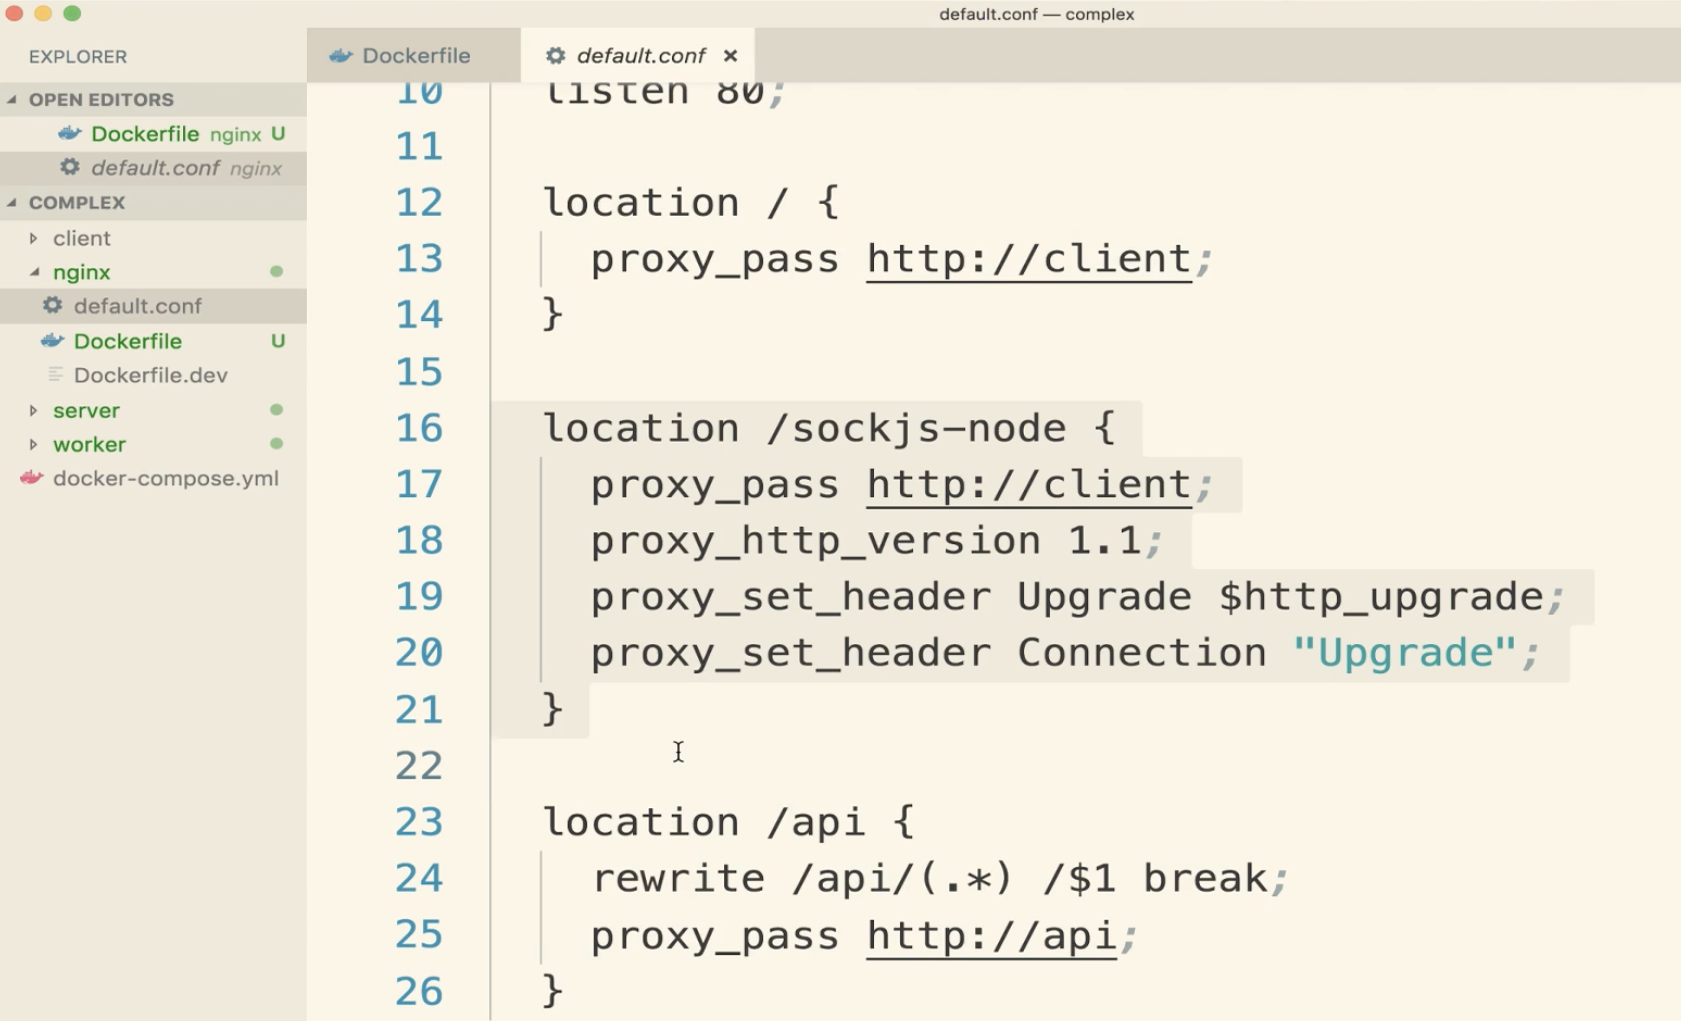 default.conf — complex
EXPLORER
OPEN EDITORS
Dockerfile nginx U
default.conf nginx
COMPLEX
client
nginx
default.conf
Dockerfile U
Dockerfile.dev
server
worker
docker-compose.yml
Dockerfile
default.conf ×
10 listen 80;
11
12 location / {
13 proxy_pass http://client;
14 }
15
16 location /sockjs-node {
17 proxy_pass http://client;
18 proxy_http_version 1.1;
19 proxy_set_header Upgrade $http_upgrade;
20 proxy_set_header Connection "Upgrade";
21 }
22
23 location /api {
24 rewrite /api/(.*) /$1 break;
25 proxy_pass http://api;
26 }